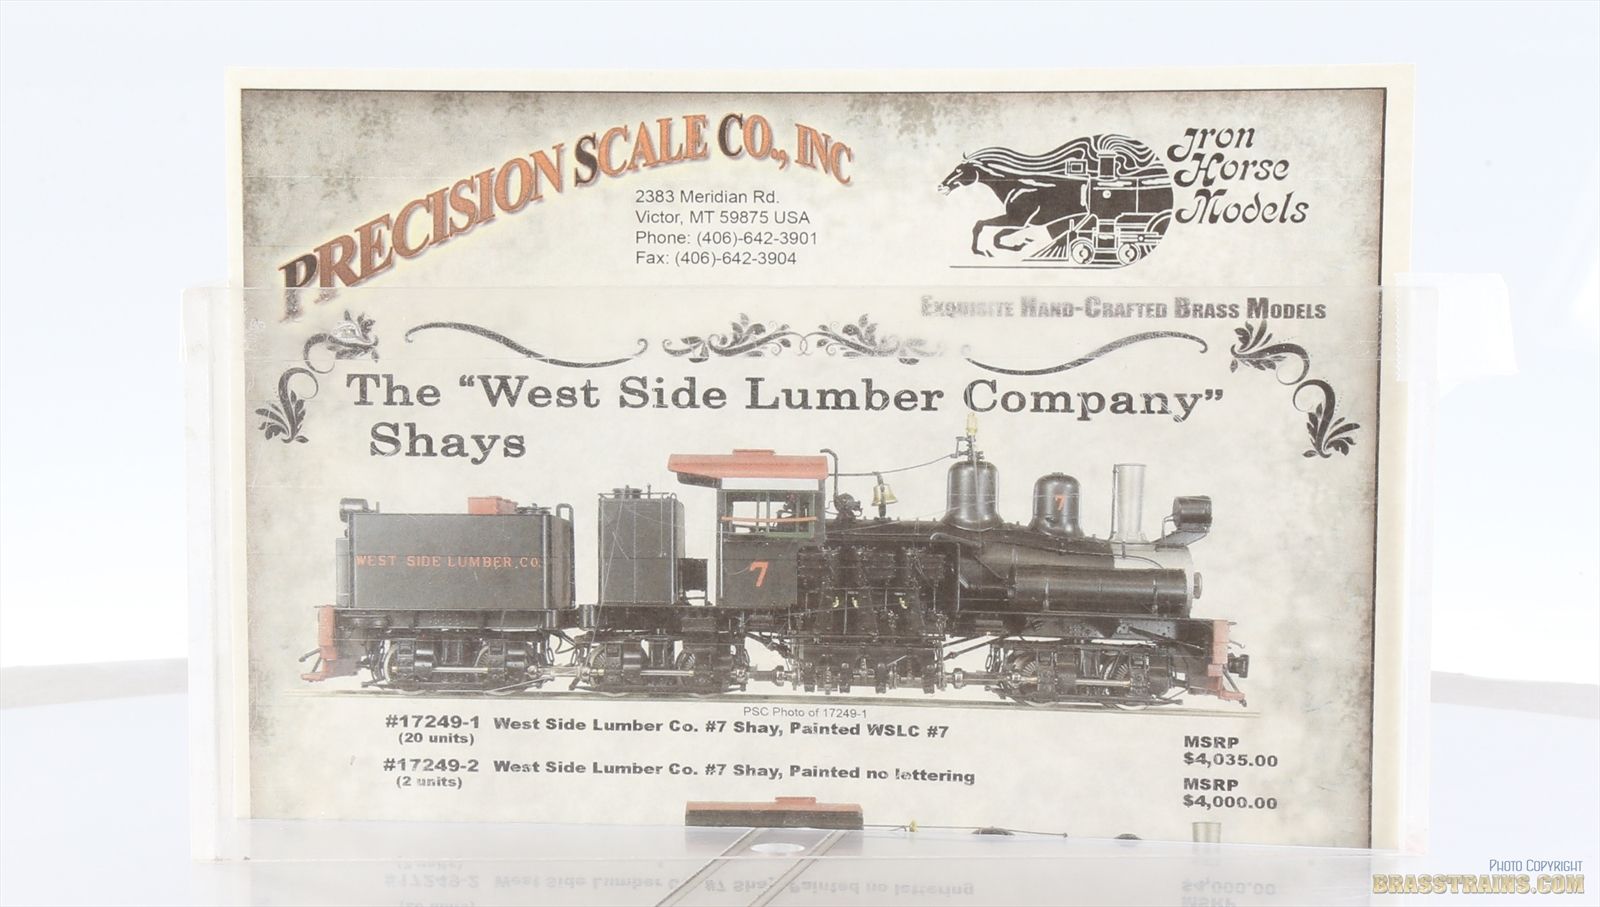 PRECISION SCALE CO., INC
2383 Meridian Rd.
Victor, MT 59875 USA
Phone: (406)-642-3901
Fax: (406)-642-3904
Iron
Horse
Models
EXQUISITE HAND-CRAFTED BRASS MODELS
The “West Side Lumber Company”
Shays
7
7
WEST SIDE LUMBER CO.
PSC Photo of 17249-1
#17249-1 West Side Lumber Co. #7 Shay, Painted WSLC #7
(20 units)
MSRP
$4,035.00
#17249-2 West Side Lumber Co. #7 Shay, Painted no lettering
(2 units)
MSRP
$4,000.00
PHOTO COPYRIGHT
BRASSTRAINS.COM